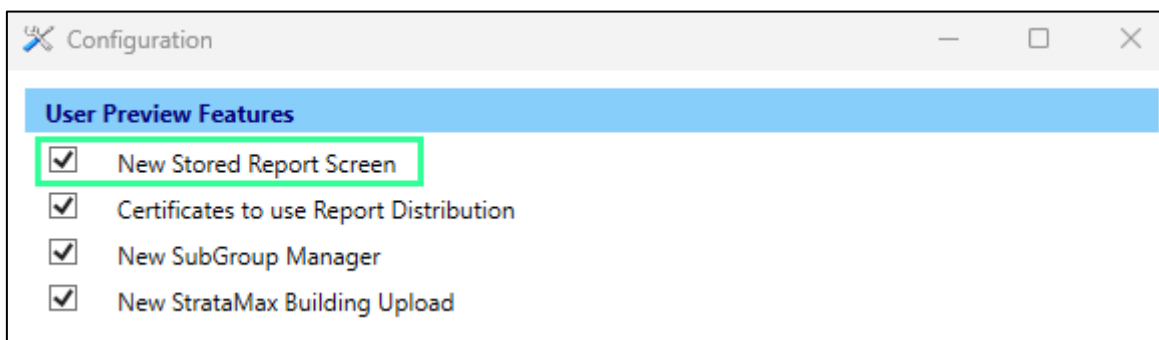 Configuration
User Preview Features
New Stored Report Screen
Certificates to use Report Distribution
New SubGroup Manager
New StrataMax Building Upload